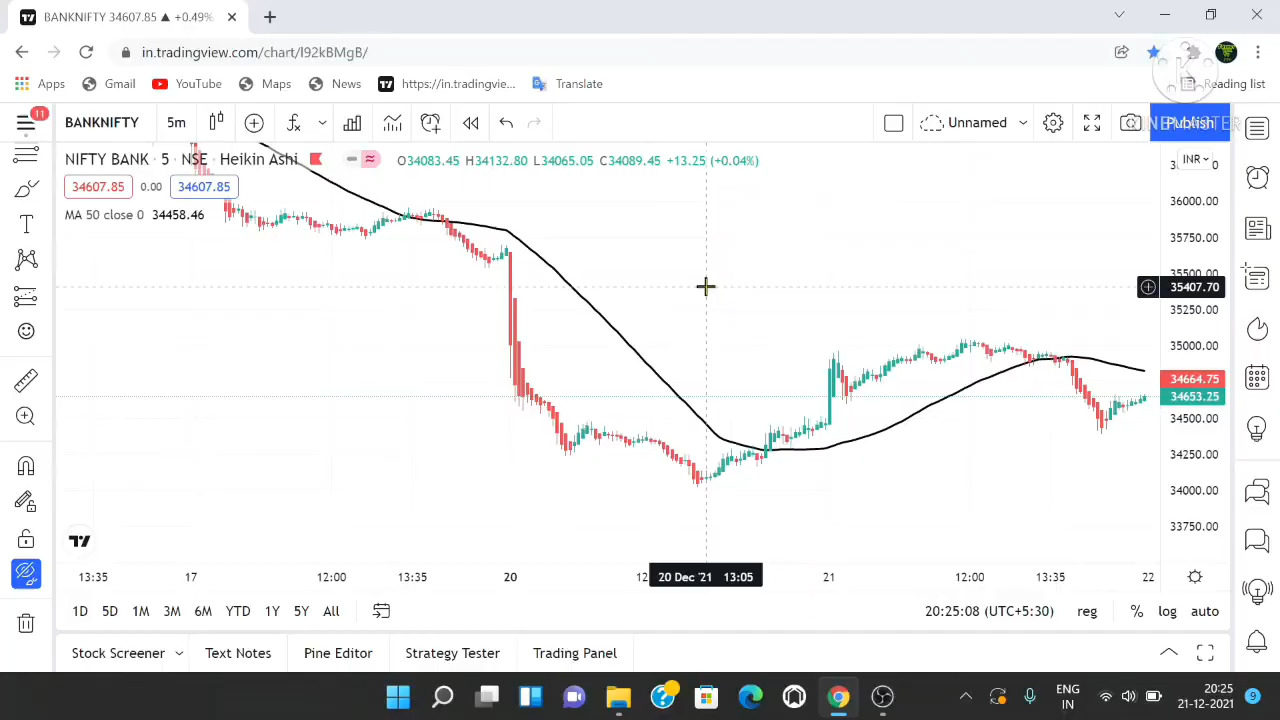 BANKNIFTY 34607.85 ▲ +0.49%
in.tradingview.com/chart/l92kBMgB/
Apps Gmail YouTube Maps News https://in.tradingvie... Translate Reading list
11 BANKNIFTY 5m Unnamed Publish
NIFTY BANK · 5 · NSE · Heikin Ashi O34083.45 H34132.80 L34065.05 C34089.45 +13.25 (+0.04%) INR
34607.85 0.00 34607.85
MA 50 close 0 34458.46
36000.00
35750.00
35500.00
35407.70
35250.00
35000.00
34664.75
34653.25
34500.00
34250.00
34000.00
33750.00
13:35 17 12:00 13:35 20 12 20 Dec '21 13:05 21 12:00 13:35 22
1D 5D 1M 3M 6M YTD 1Y 5Y All 20:25:08 (UTC+5:30) reg % log auto
Stock Screener Text Notes Pine Editor Strategy Tester Trading Panel
ENG 20:25
IN 21-12-2021 9